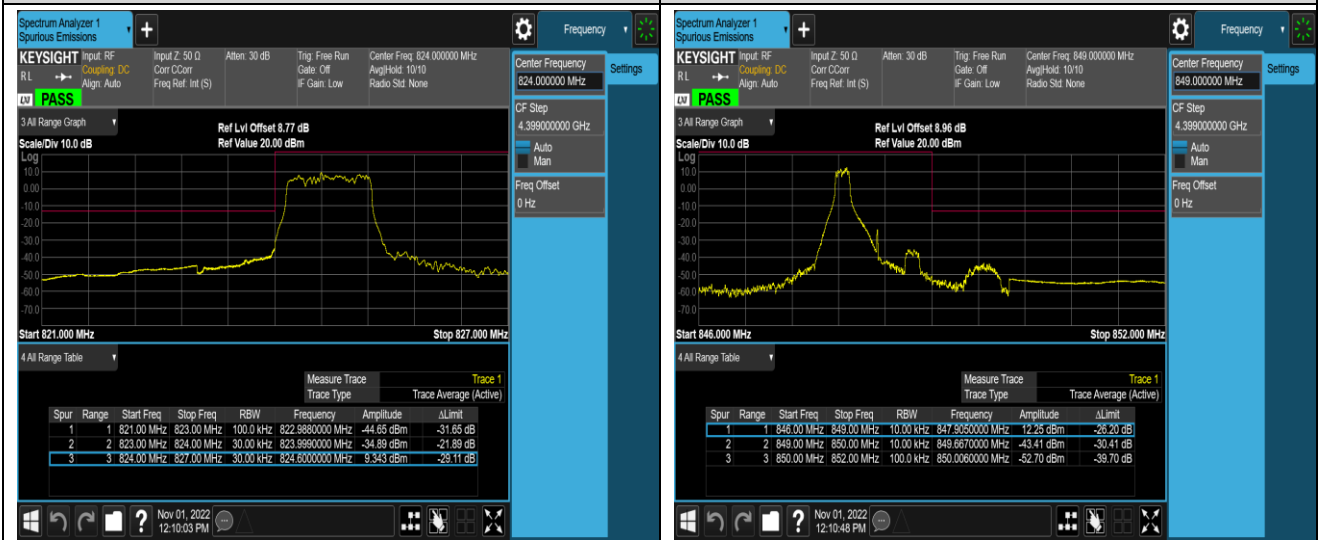 Spectrum Analyzer 1
Spurious Emissions
+
Frequency
KEYSIGHT
RL
LXI
PASS
Input: RF
Coupling: DC
Align: Auto
Input Z: 50 Ω
Corr CCorr
Freq Ref: Int (S)
Atten: 30 dB
Trig: Free Run
Gate: Off
IF Gain: Low
Center Freq: 824.000000 MHz
Avg|Hold: 10/10
Radio Std: None
Center Frequency
824.000000 MHz
Settings
CF Step
4.399000000 GHz
Auto
Man
Freq Offset
0 Hz
3 All Range Graph
Scale/Div 10.0 dB
Ref Lvl Offset 8.77 dB
Ref Value 20.00 dBm
Log
10.0
0.00
-10.0
-20.0
-30.0
-40.0
-50.0
-60.0
-70.0
Start 821.000 MHz
Stop 827.000 MHz
4 All Range Table
Measure Trace Trace 1
Trace Type Trace Average (Active)
Spur Range Start Freq Stop Freq RBW Frequency Amplitude ΔLimit
1 1 821.00 MHz 823.00 MHz 100.0 kHz 822.9880000 MHz -44.65 dBm -31.65 dB
2 2 823.00 MHz 824.00 MHz 30.00 kHz 823.9990000 MHz -34.89 dBm -21.89 dB
3 3 824.00 MHz 827.00 MHz 30.00 kHz 824.6000000 MHz 9.343 dBm -29.11 dB
?
Nov 01, 2022
12:10:03 PM
Spectrum Analyzer 1
Spurious Emissions
+
Frequency
KEYSIGHT
RL
LXI
PASS
Input: RF
Coupling: DC
Align: Auto
Input Z: 50 Ω
Corr CCorr
Freq Ref: Int (S)
Atten: 30 dB
Trig: Free Run
Gate: Off
IF Gain: Low
Center Freq: 849.000000 MHz
Avg|Hold: 10/10
Radio Std: None
Center Frequency
849.000000 MHz
Settings
CF Step
4.399000000 GHz
Auto
Man
Freq Offset
0 Hz
3 All Range Graph
Scale/Div 10.0 dB
Ref Lvl Offset 8.96 dB
Ref Value 20.00 dBm
Log
10.0
0.00
-10.0
-20.0
-30.0
-40.0
-50.0
-60.0
-70.0
Start 846.000 MHz
Stop 852.000 MHz
4 All Range Table
Measure Trace Trace 1
Trace Type Trace Average (Active)
Spur Range Start Freq Stop Freq RBW Frequency Amplitude ΔLimit
1 1 846.00 MHz 849.00 MHz 10.00 kHz 847.9050000 MHz 12.25 dBm -26.20 dB
2 2 849.00 MHz 850.00 MHz 10.00 kHz 849.6670000 MHz -43.41 dBm -30.41 dB
3 3 850.00 MHz 852.00 MHz 100.0 kHz 850.0060000 MHz -52.70 dBm -39.70 dB
?
Nov 01, 2022
12:10:48 PM